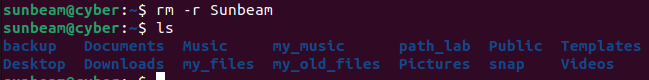 sunbeam@cyber:~$ rm -r Sunbeam
sunbeam@cyber:~$ ls
backup Documents Music my_music path_lab Public Templates
Desktop Downloads my_files my_old_files Pictures snap Videos
sunbeam@cyber:~$